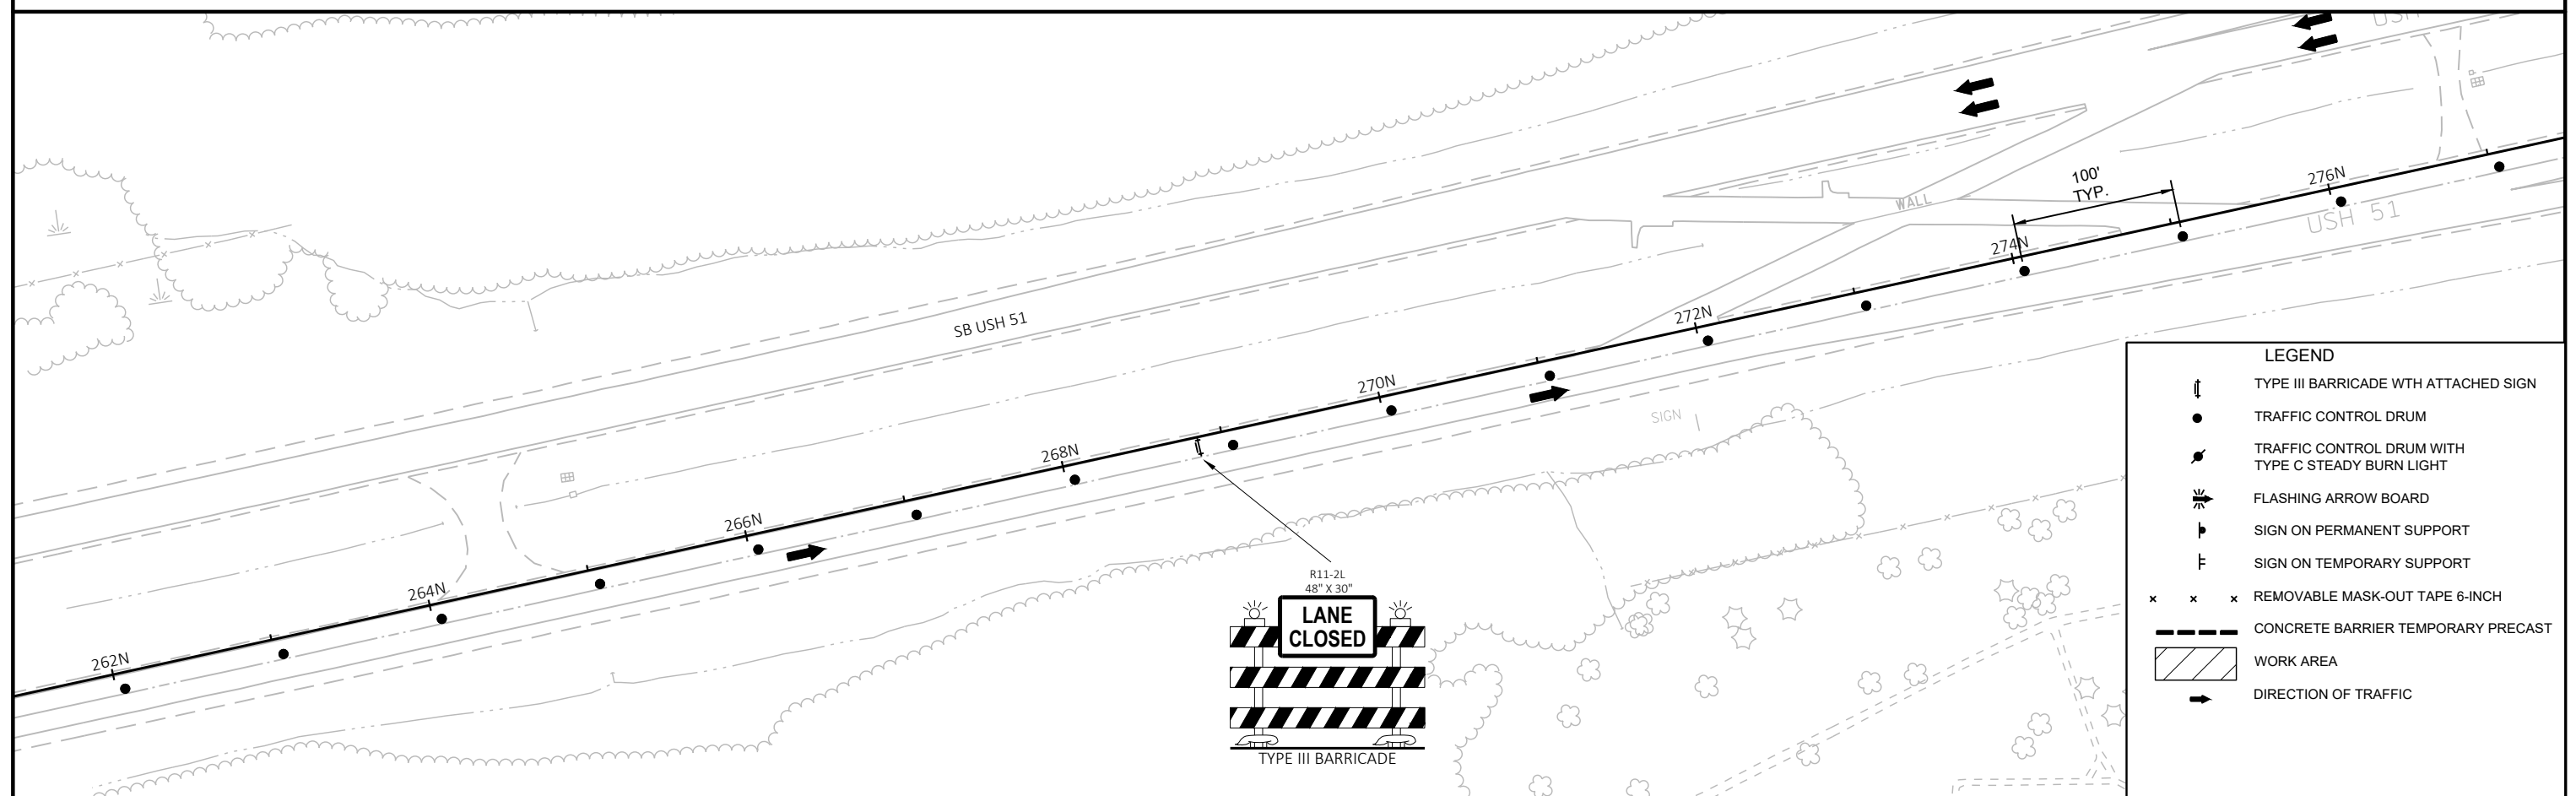 USH
100'
TYP.
276N
USH 51
WALL
274N
272N
SB USH 51
270N
SIGN
268N
266N
264N
262N
R11-2L
48" X 30"
LANE
CLOSED
TYPE III BARRICADE
LEGEND
TYPE III BARRICADE WTH ATTACHED SIGN
TRAFFIC CONTROL DRUM
TRAFFIC CONTROL DRUM WITH
TYPE C STEADY BURN LIGHT
FLASHING ARROW BOARD
SIGN ON PERMANENT SUPPORT
SIGN ON TEMPORARY SUPPORT
REMOVABLE MASK-OUT TAPE 6-INCH
CONCRETE BARRIER TEMPORARY PRECAST
WORK AREA
DIRECTION OF TRAFFIC